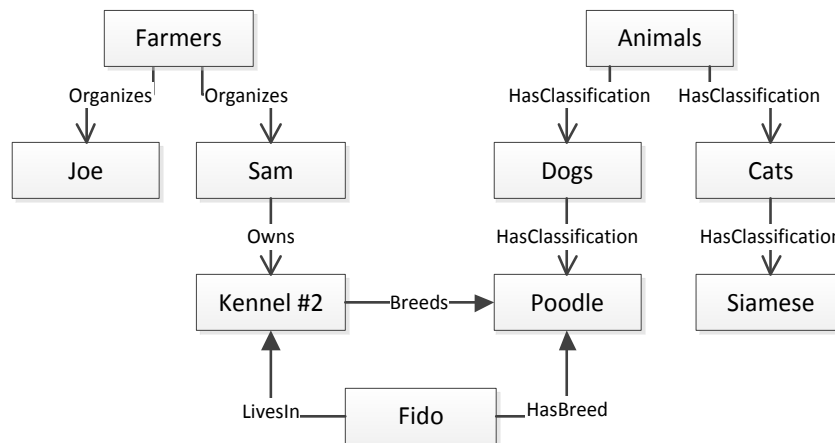 Farmers
Animals
Organizes
Organizes
HasClassification
HasClassification
Joe
Sam
Dogs
Cats
Owns
HasClassification
HasClassification
Kennel #2
Breeds
Poodle
Siamese
LivesIn
Fido
HasBreed